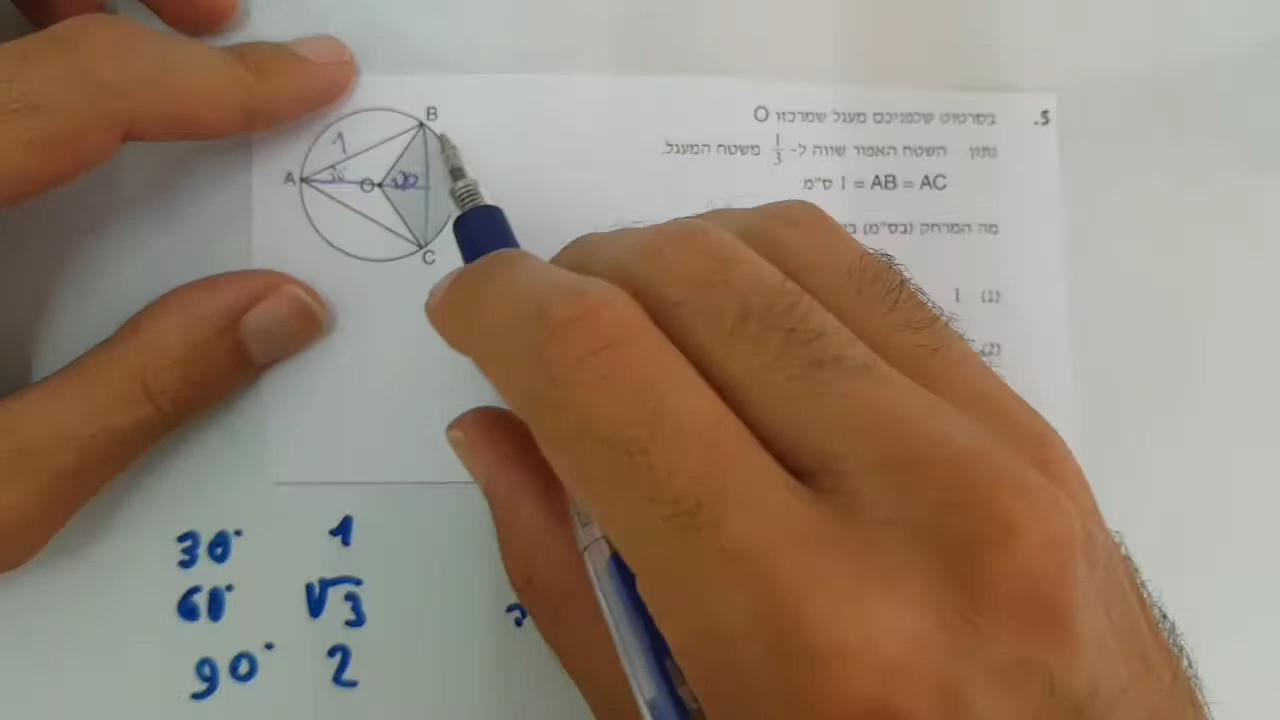 5. בסרטוט שלפניכם מעגל שמרכזו O
נתון השטח האפור שווה ל- 1/3 משטח המעגל.
AB = AC = 1 ס"מ
מה המרחק (בס"מ)
(1) 1
(2)
B
1
A
30°
O
C
30° 1
60° √3
90° 2